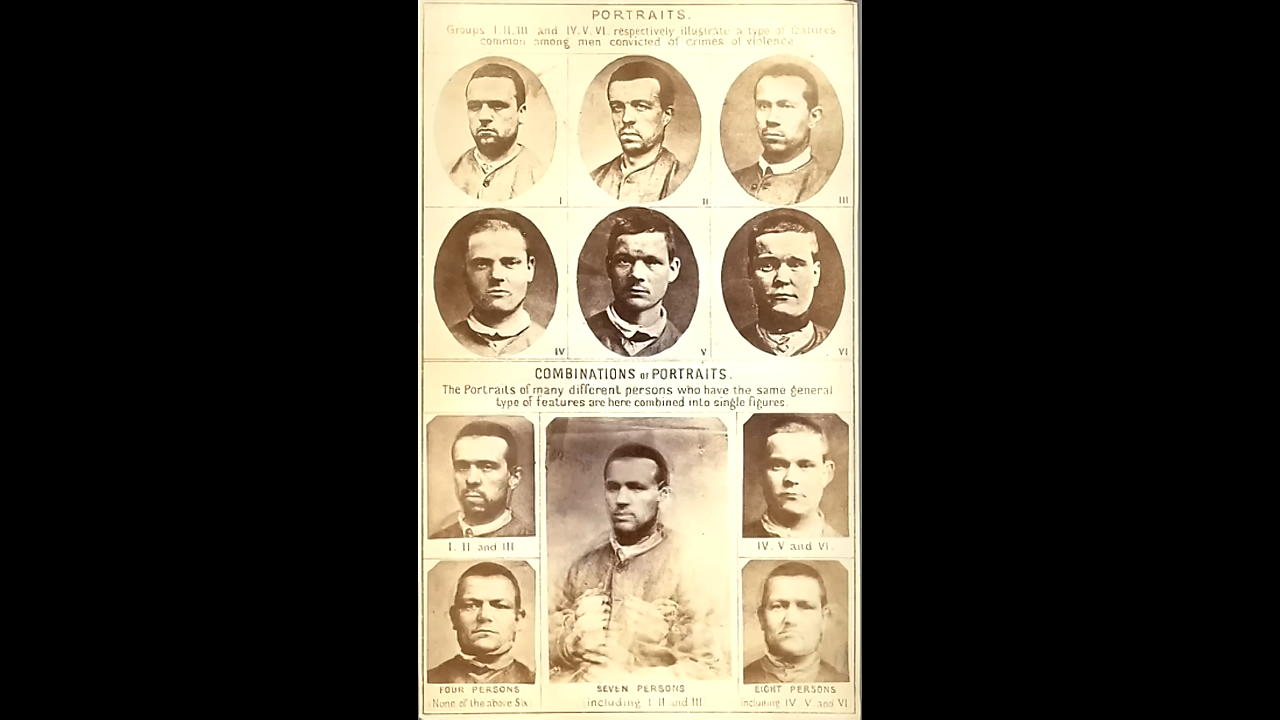 PORTRAITS.
Groups I.II.III and IV.V.VI. respectively illustrate a type of features
common among men convicted of crimes of violence
I
II
III
IV
V
VI
COMBINATIONS OF PORTRAITS.
The Portraits of many different persons who have the same general
type of features are here combined into single figures.
I. II and III
IV. V and VI.
FOUR PERSONS
None of the above Six
SEVEN PERSONS
including I II and III
EIGHT PERSONS
including IV V. and VI